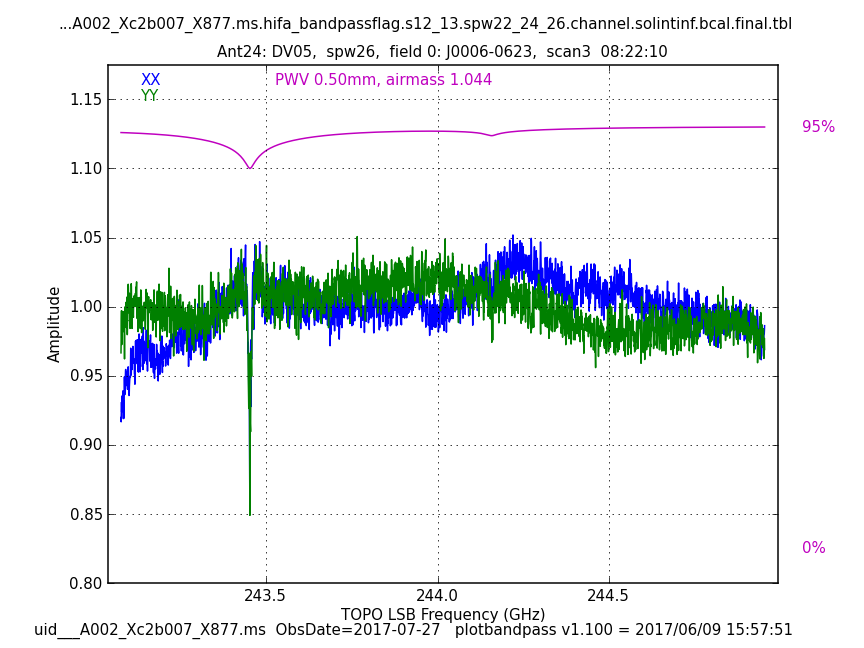 ...A002_Xc2b007_X877.ms.hifa_bandpassflag.s12_13.spw22_24_26.channel.solintinf.bcal.final.tbl
Ant24: DV05,  spw26,  field 0: J0006-0623,  scan3  08:22:10
XX
YY
PWV 0.50mm, airmass 1.044
1.15
1.10
1.05
1.00
0.95
0.90
0.85
0.80
Amplitude
95%
0%
243.5
244.0
244.5
TOPO LSB Frequency (GHz)
uid___A002_Xc2b007_X877.ms  ObsDate=2017-07-27   plotbandpass v1.100 = 2017/06/09 15:57:51